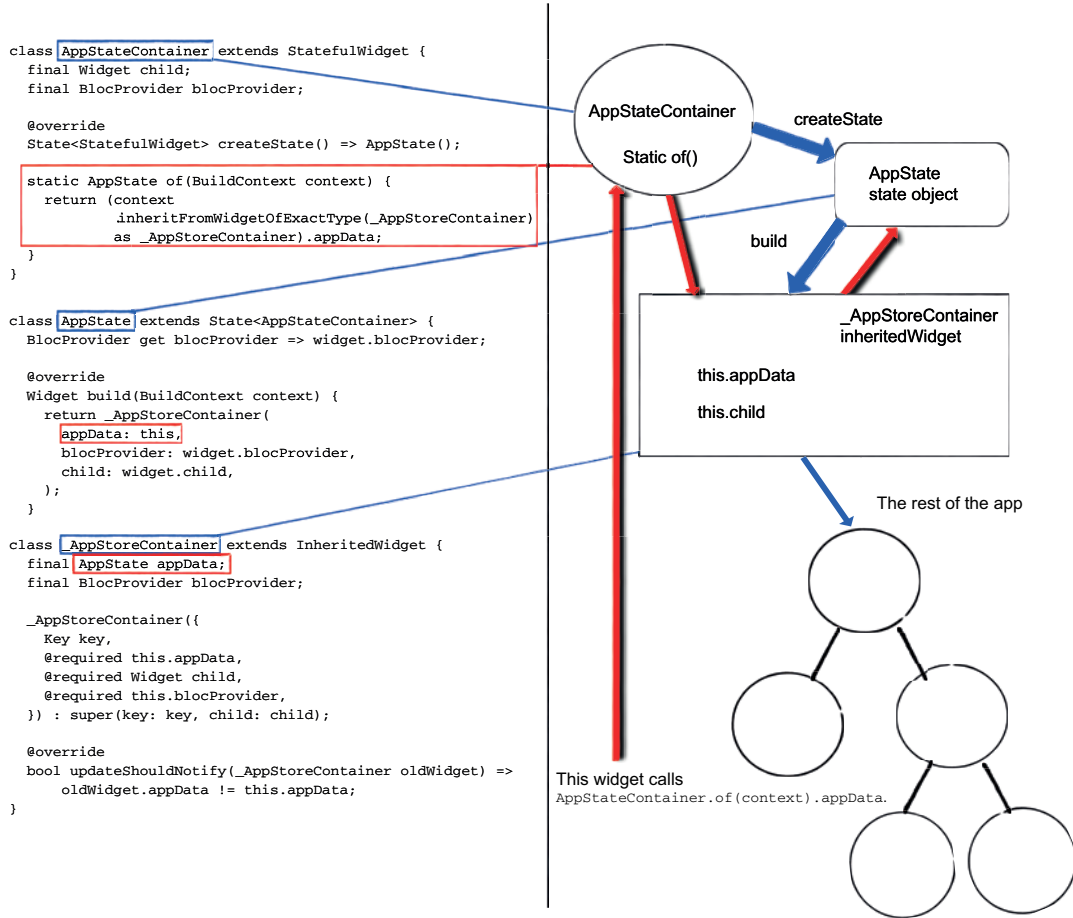 class AppStateContainer extends StatefulWidget {
final Widget child;
final BlocProvider blocProvider;
@override
State<StatefulWidget> createState() => AppState();
static AppState of(BuildContext context) {
return (context
.inheritFromWidgetOfExactType(_AppStoreContainer)
as _AppStoreContainer).appData;
}
}
class AppState extends State<AppStateContainer> {
BlocProvider get blocProvider => widget.blocProvider;
@override
Widget build(BuildContext context) {
return _AppStoreContainer(
appData: this,
blocProvider: widget.blocProvider,
child: widget.child,
);
}
class _AppStoreContainer extends InheritedWidget {
final AppState appData;
final BlocProvider blocProvider;
_AppStoreContainer({
Key key,
@required this.appData,
@required Widget child,
@required this.blocProvider,
}) : super(key: key, child: child);
@override
bool updateShouldNotify(_AppStoreContainer oldWidget) =>
oldWidget.appData != this.appData;
}
AppStateContainer
Static of()
createState
AppState
state object
build
_AppStoreContainer
inheritedWidget
this.appData
this.child
The rest of the app
This widget calls
AppStateContainer.of(context).appData.